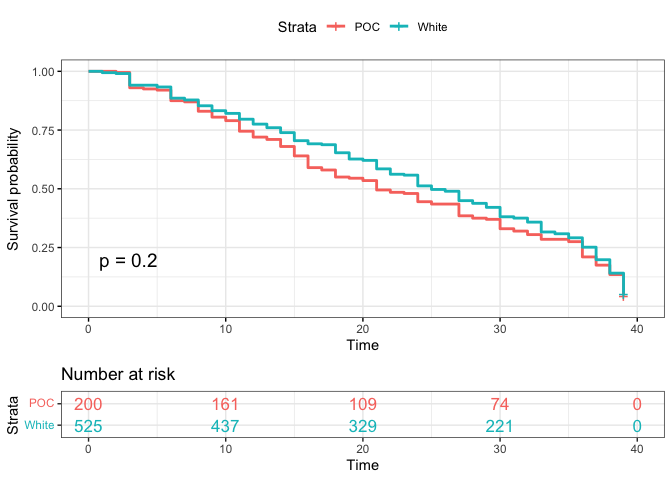 Strata POC White
1.00
0.75
0.50
0.25
0.00
Survival probability
p = 0.2
0 10 20 30 40
Time
Number at risk
Strata
POC 200 161 109 74 0
White 525 437 329 221 0
0 10 20 30 40
Time